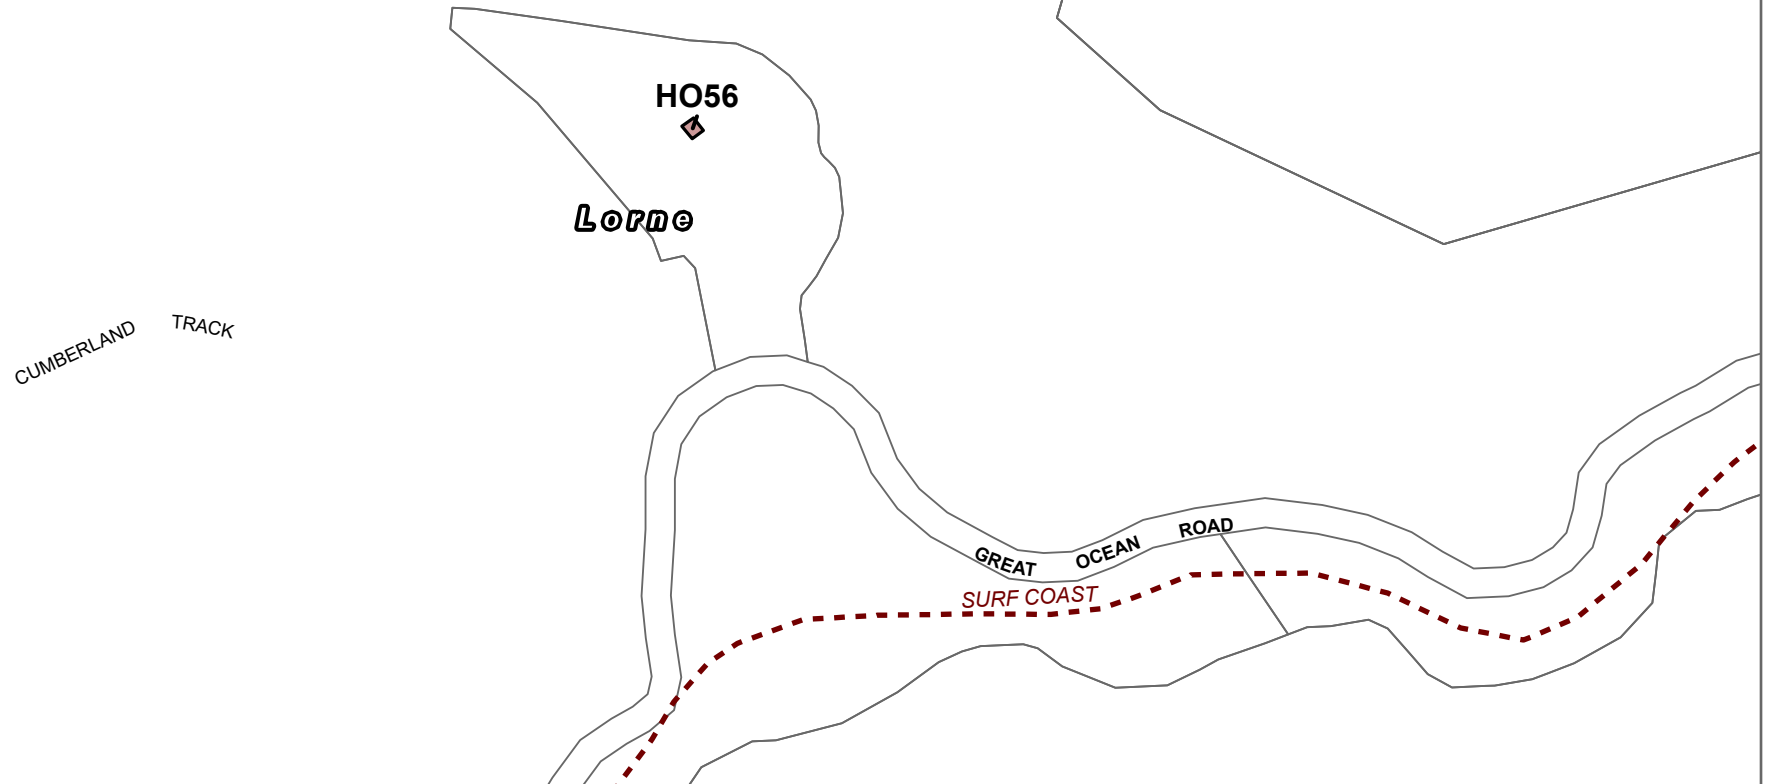 HO56
Lorne
CUMBERLAND TRACK
GREAT OCEAN ROAD
SURF COAST